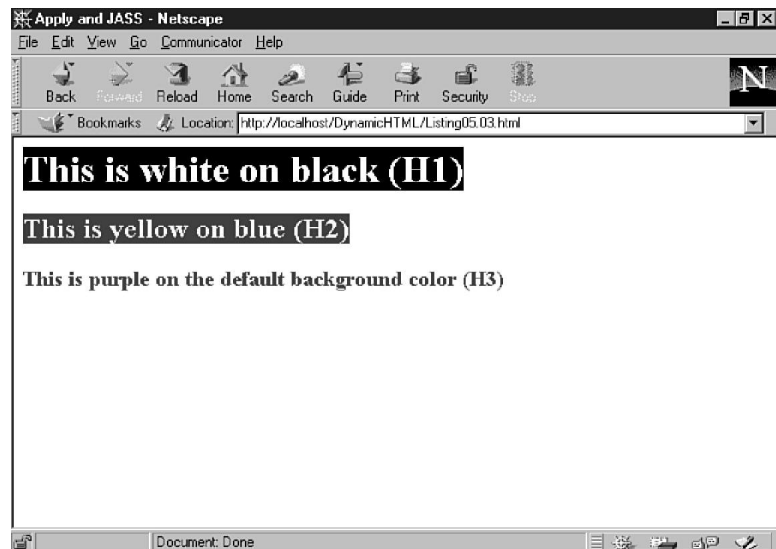 Apply and JASS - Netscape
File Edit View Go Communicator Help
Back Forward Reload Home Search Guide Print Security Stop
N
Bookmarks Location: http://localhost/DynamicHTML/Listing05.03.html
This is white on black (H1)
This is yellow on blue (H2)
This is purple on the default background color (H3)
Document: Done